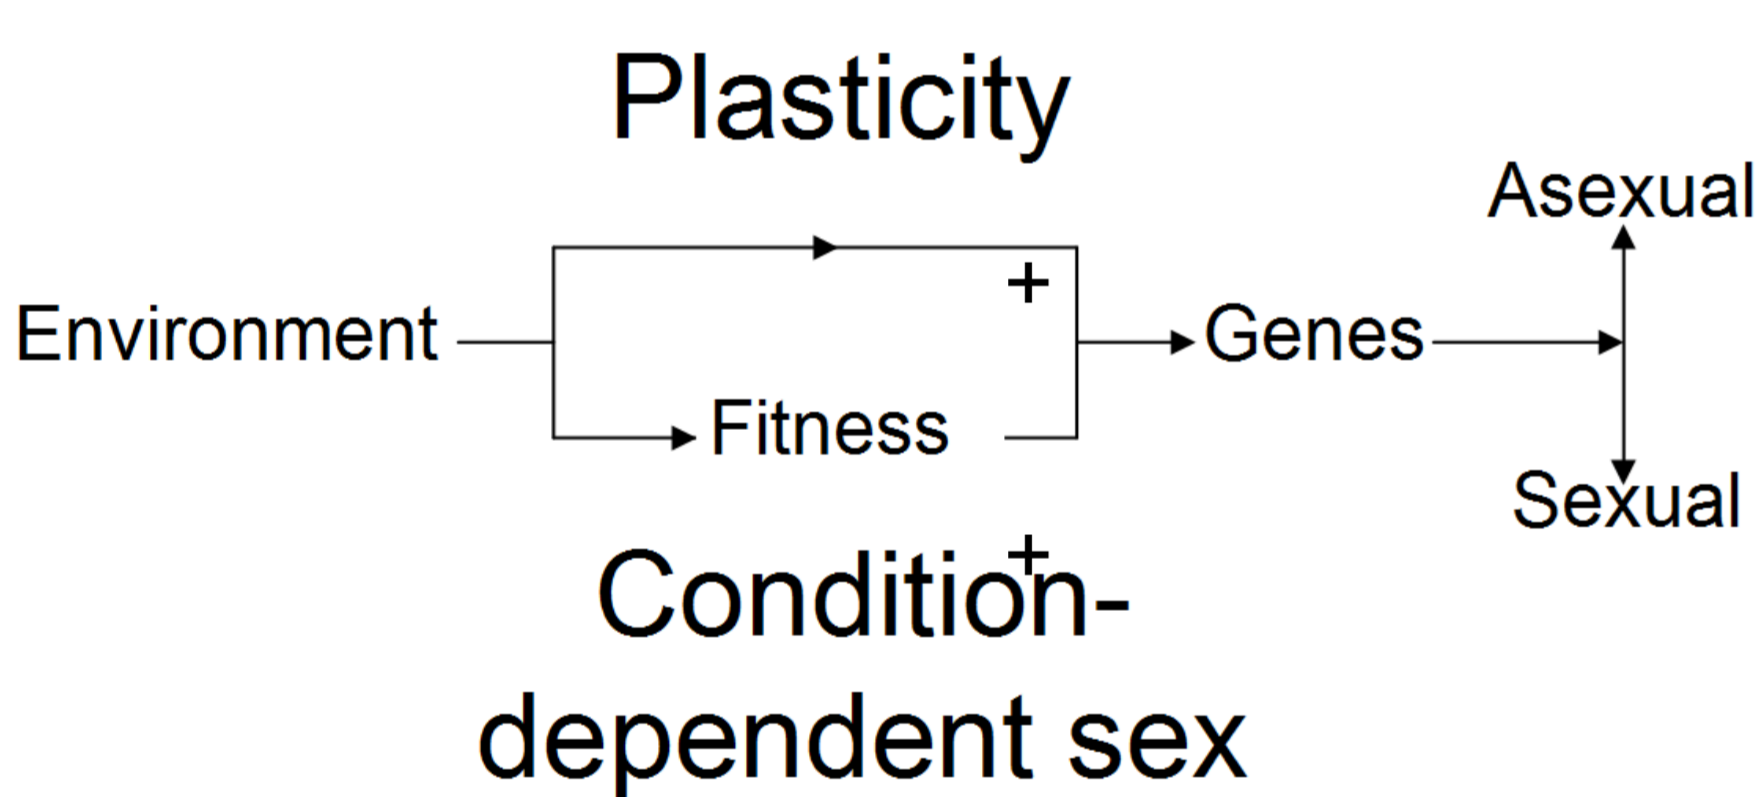 Plasticity
Asexual
+
Environment
Genes
Fitness
Sexual
+
Condition-
dependent sex